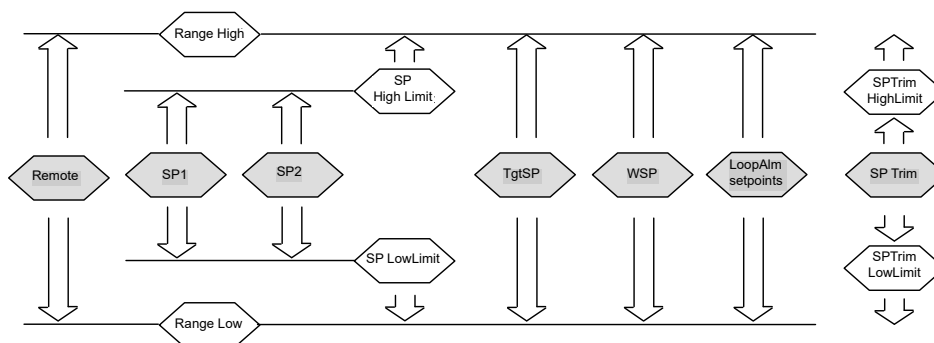 Range High
SP
High Limit
SPTrim
HighLimit
Remote
SP1
SP2
TgtSP
WSP
LoopAlm
setpoints
SP Trim
SP LowLimit
SPTrim
LowLimit
Range Low